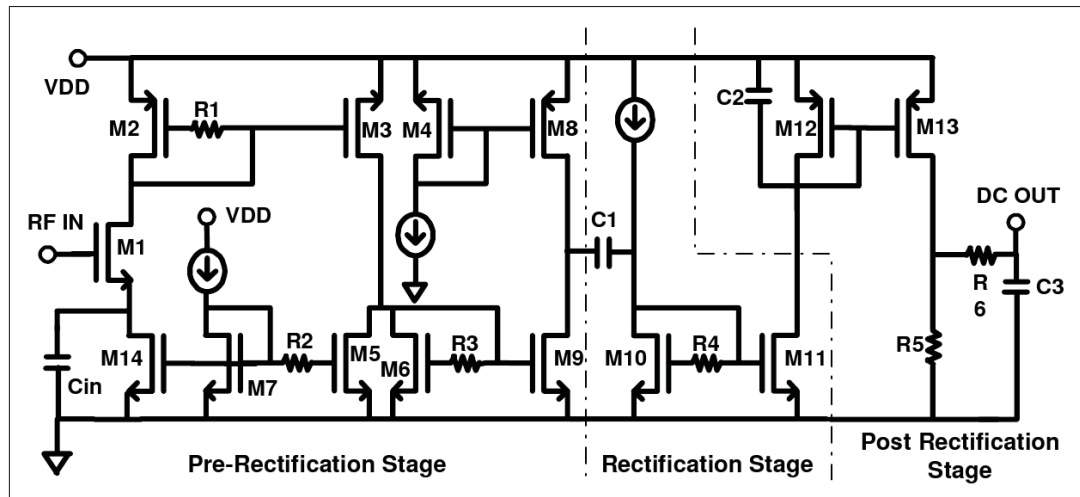 VDD
M2
R1
M3
M4
M8
C2
M12
M13
RF IN
M1
VDD
C1
DC OUT
R
6
C3
M14
Cin
M7
R2
M5
M6
R3
M9
M10
R4
M11
R5
Pre-Rectification Stage
Rectification Stage
Post Rectification
Stage